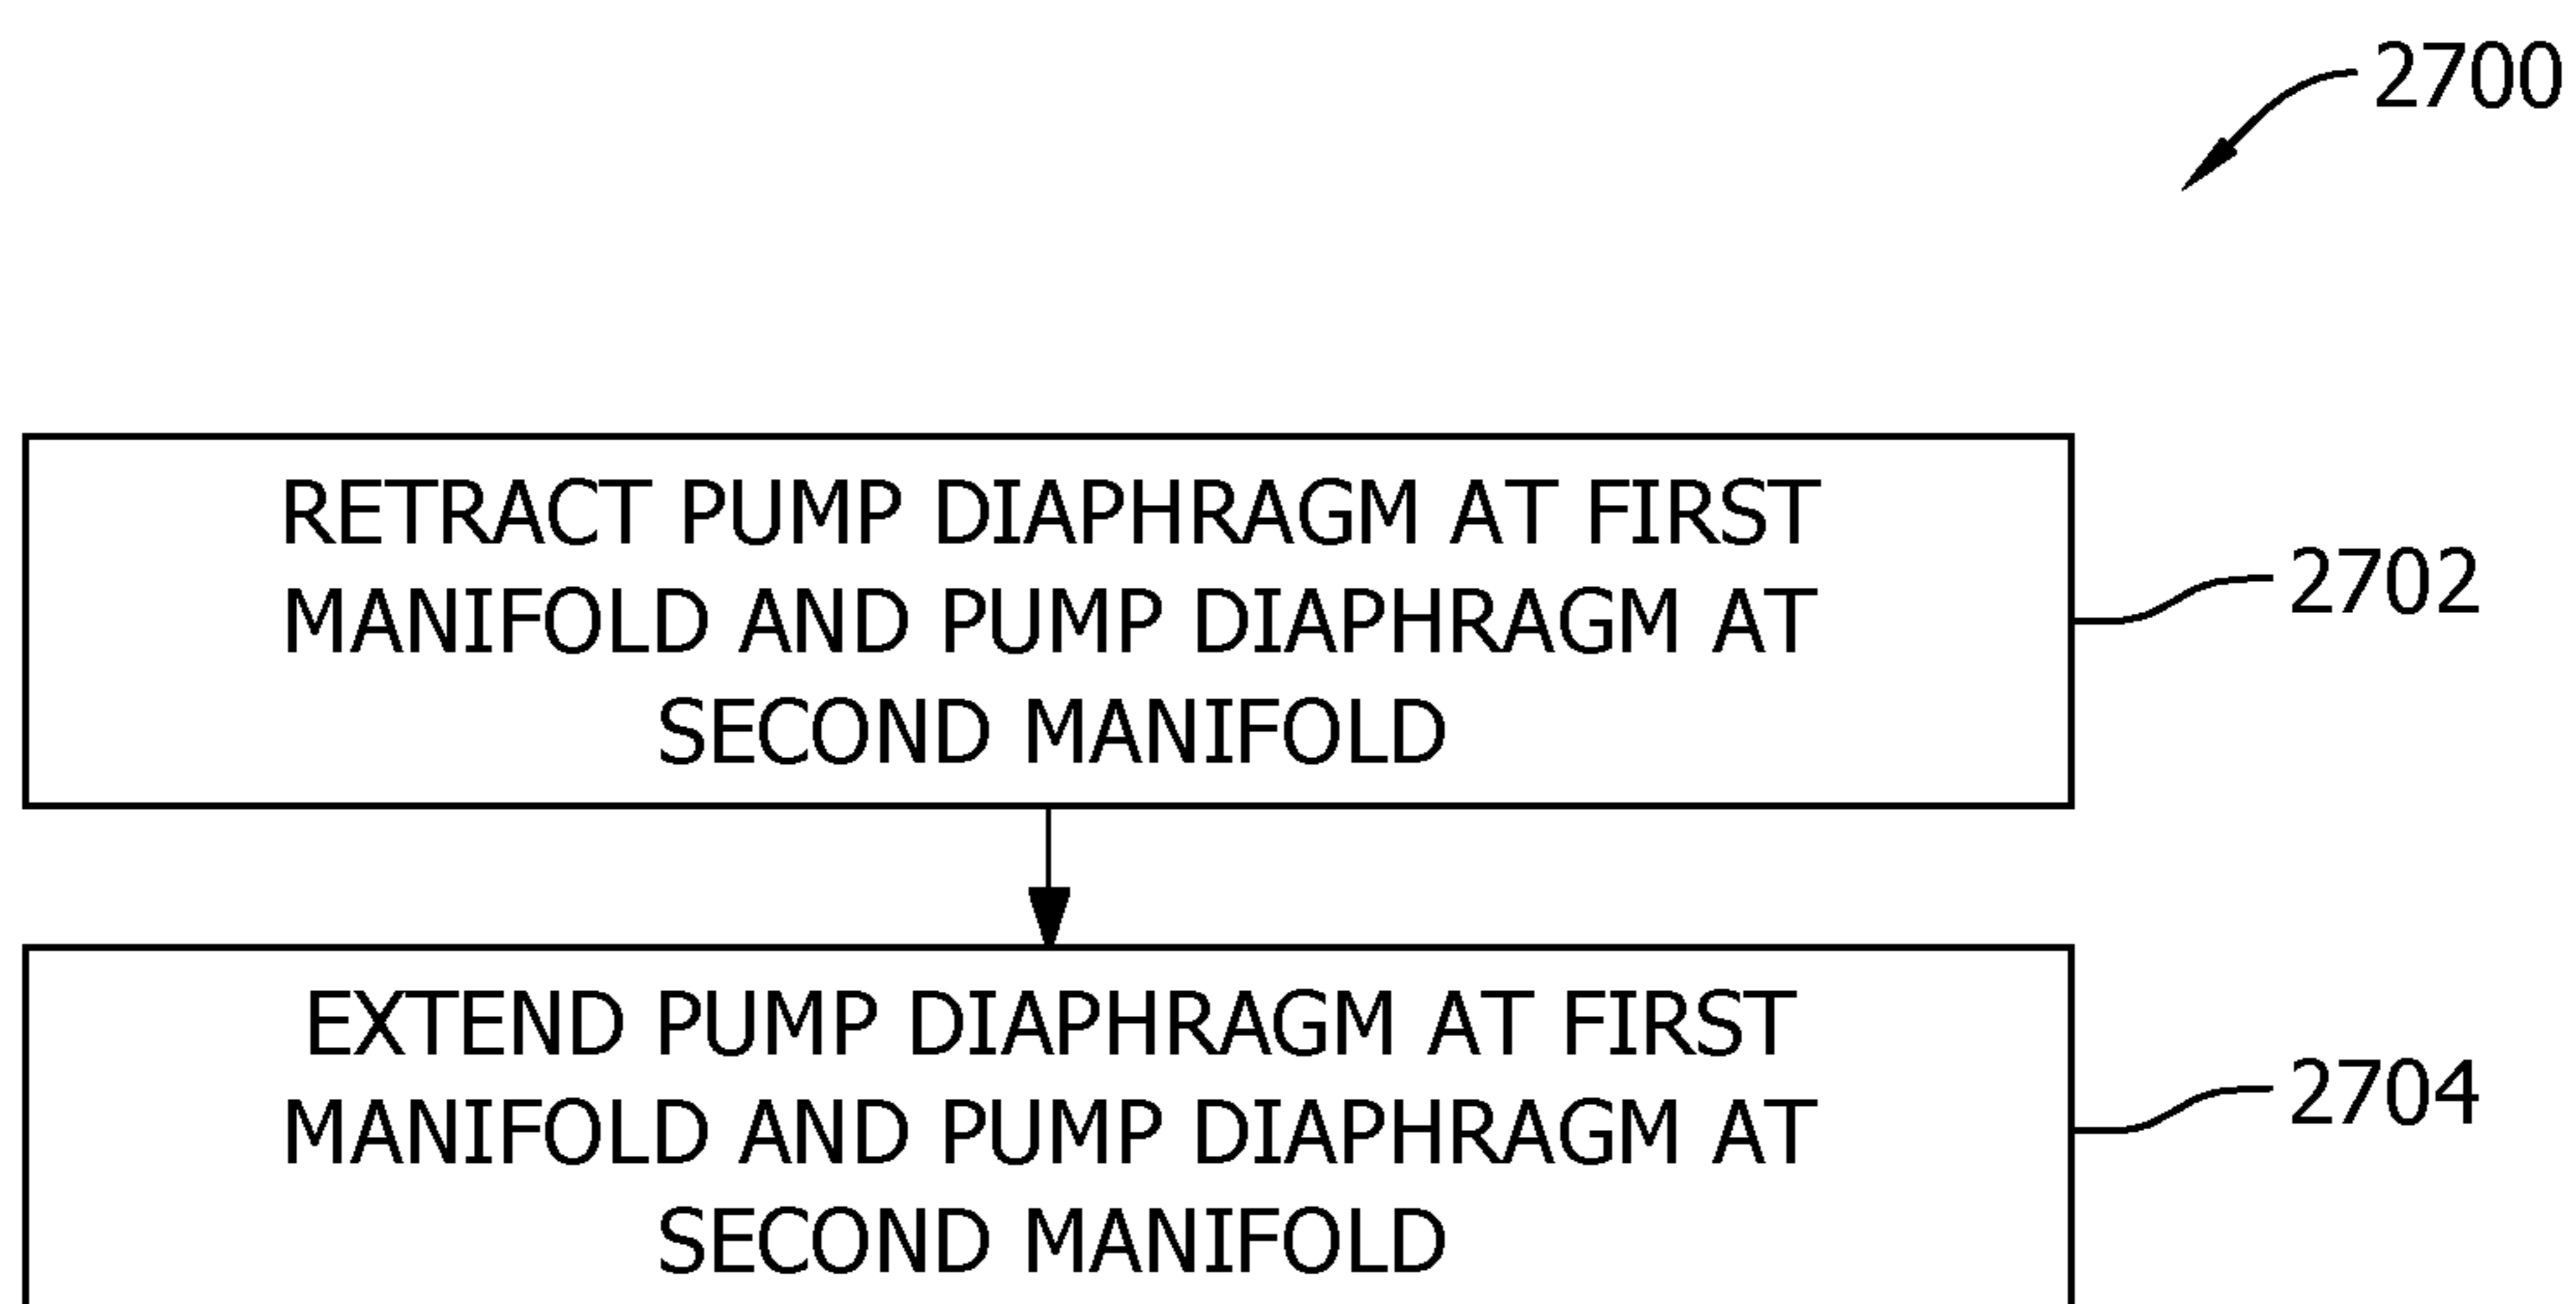 2700
RETRACT PUMP DIAPHRAGM AT FIRST
MANIFOLD AND PUMP DIAPHRAGM AT
SECOND MANIFOLD
2702
EXTEND PUMP DIAPHRAGM AT FIRST
MANIFOLD AND PUMP DIAPHRAGM AT
SECOND MANIFOLD
2704